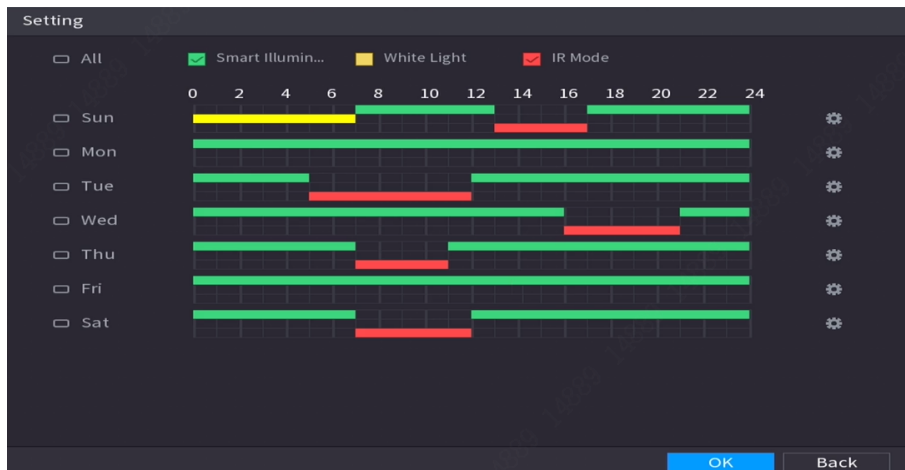 Setting
All Smart Illumin... White Light IR Mode
0 2 4 6 8 10 12 14 16 18 20 22 24
Sun
Mon
Tue
Wed
Thu
Fri
Sat
OK Back